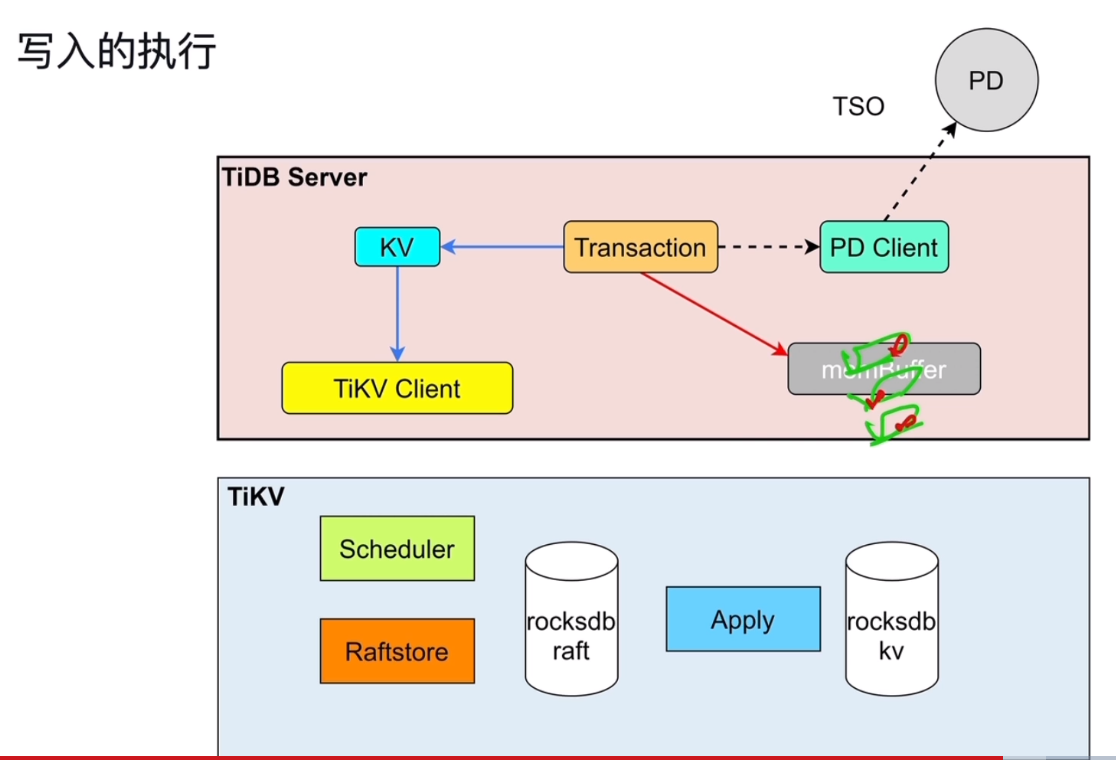 写入的执行
PD
TSO
TiDB Server
KV
Transaction
PD Client
memBuffer
TiKV Client
TiKV
Scheduler
rocksdb
raft
Apply
rocksdb
kv
Raftstore